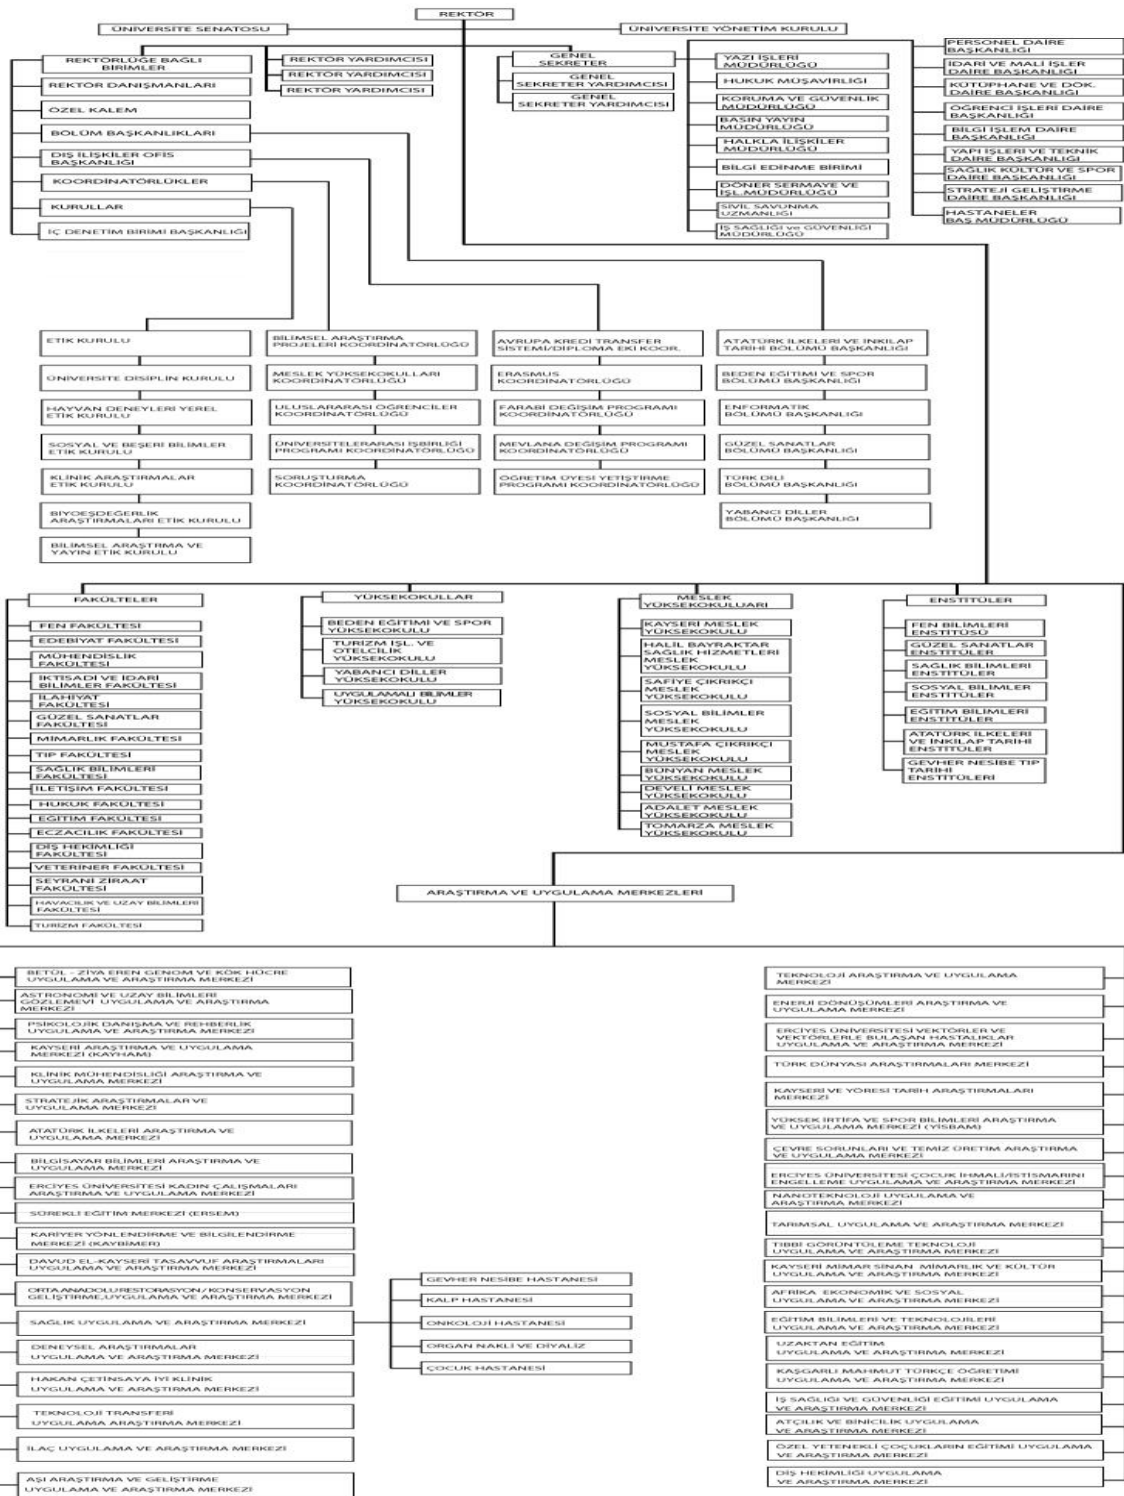 REKTÖR
ÜNİVERSİTE SENATOSU
ÜNİVERSİTE YÖNETİM KURULU
REKTÖRLÜĞE BAĞLI
BİRİMLER
REKTÖR DANIŞMANLARI
ÖZEL KALEM
BÖLÜM BAŞKANLIKLARI
DIŞ İLİŞKİLER OFİS
BAŞKANLIĞI
KOORDİNATÖRLÜKLER
KURULLAR
İÇ DENETİM BİRİMİ BAŞKANLIĞI
REKTÖR YARDIMCISI
REKTÖR YARDIMCISI
REKTÖR YARDIMCISI
GENEL
SEKRETER
GENEL
SEKRETER YARDIMCISI
GENEL
SEKRETER YARDIMCISI
YAZI İŞLERİ
MÜDÜRLÜĞÜ
HUKUK MÜŞAVİRLİĞİ
KORUMA VE GÜVENLİK
MÜDÜRLÜĞÜ
BASIN YAYIN
MÜDÜRLÜĞÜ
HALKLA İLİŞKİLER
MÜDÜRLÜĞÜ
BİLGİ EDİNME BİRİMİ
DÖNER SERMAYE VE
İŞL.MÜDÜRLÜĞÜ
SİVİL SAVUNMA
UZMANLIĞI
İŞ SAĞLIĞI ve GÜVENLİĞİ
MÜDÜRLÜĞÜ
PERSONEL DAİRE
BAŞKANLIĞI
İDARİ VE MALİ İŞLER
DAİRE BAŞKANLIĞI
KÜTÜPHANE VE DÖK.
DAİRE BAŞKANLIĞI
ÖĞRENCİ İŞLERİ DAİRE
BAŞKANLIĞI
BİLGİ İŞLEM DAİRE
BAŞKANLIĞI
YAPI İŞLERİ VE TEKNİK
DAİRE BAŞKANLIĞI
SAĞLIK KÜLTÜR VE SPOR
DAİRE BAŞKANLIĞI
STRATEJİ GELİŞTİRME
DAİRE BAŞKANLIĞI
HASTANELER
BAŞ MÜDÜRLÜĞÜ
ETİK KURULU
ÜNİVERSİTE DİSİPLİN KURULU
HAYVAN DENEYLERİ YEREL
ETİK KURULU
SOSYAL VE BEŞERİ BİLİMLER
ETİK KURULU
KLİNİK ARAŞTIRMALAR
ETİK KURULU
BİYOEŞDEĞERLİK
ARAŞTIRMALARI ETİK KURULU
BİLİMSEL ARAŞTRMA VE
YAYIN ETİK KURULU
BİLİMSEL ARAŞTIRMA
PROJELERİ KOORDİNATÖRLÜĞÜ
MESLEK YÜKSEKOKULLARI
KOORDİNATÖRLÜĞÜ
ULUSLARARASI ÖĞRENCİLER
KOORDİNATÖRLÜĞÜ
ÜNİVERSİTELERARASI İŞBİRLİĞİ
PROGRAMI KOORDİNATÖRLÜĞÜ
SORUŞTURMA
KOORDİNATÖRLÜĞÜ
AVRUPA KREDİ TRANSFER
SİSTEMİ/DİPLOMA EKİ KOOR.
ERASMUS
KOORDİNATÖRLÜĞÜ
FARABİ DEĞİŞİM PROGRAMI
KOORDİNATÖRLÜĞÜ
MEVLANA DEĞİŞİM PROGRAMI
KOORDİNATÖRLÜĞÜ
ÖĞRETİM ÜYESİ YETİŞTİRME
PROGRAMI KOORDİNATÖRLÜĞÜ
ATATÜRK İLKELERİ VE İNKILAP
TARİHİ BÖLÜMÜ BAŞKANLIĞI
BEDEN EĞİTİMİ VE SPOR
BÖLÜMÜ BAŞKANLIĞI
ENFORMATİK
BÖLÜMÜ BAŞKANLIĞI
GÜZEL SANATLAR
BÖLÜMÜ BAŞKANLIĞI
TÜRK DİLİ
BÖLÜMÜ BAŞKANLIĞI
YABANCI DİLLER
BÖLÜMÜ BAŞKANLIĞI
FAKÜLTELER
FEN FAKÜLTESİ
EDEBİYAT FAKÜLTESİ
MÜHENDİSLİK
FAKÜLTESİ
İKTİSADİ VE İDARİ
BİLİMLER FAKÜLTESİ
İLAHİYAT
FAKÜLTESİ
GÜZEL SANATLAR
FAKÜLTESİ
MİMARLIK FAKÜLTESİ
TIP FAKÜLTESİ
SAĞLIK BİLİMLERİ
FAKÜLTESİ
İLETİŞİM FAKÜLTESİ
HUKUK FAKÜLTESİ
EĞİTİM FAKÜLTESİ
ECZACILIK FAKÜLTESİ
DİŞ HEKİMLİĞİ
FAKÜLTESİ
VETERİNER FAKÜLTESİ
SEYRANİ ZİRAAT
FAKÜLTESİ
HAVACILIK VE UZAY BİLİMLERİ
FAKÜLTESİ
TURİZM FAKÜLTESİ
YÜKSEKOKULLAR
BEDEN EĞİTİMİ VE SPOR
YÜKSEKOKULU
TURİZM İŞL. VE
OTELCİLİK
YÜKSEKOKULU
YABANCI DİLLER
YÜKSEKOKULU
UYGULAMALI BİLİMLER
YÜKSEKOKULU
MESLEK
YÜKSEKOKULUARI
KAYSERİ MESLEK
YÜKSEKOKULU
HALİL BAYRAKTAR
SAĞLIK HİZMETLERİ
MESLEK
YÜKSEKOKULU
SAFİYE ÇIKRIKÇI
MESLEK
YÜKSEKOKULU
SOSYAL BİLİMLER
MESLEK
YÜKSEKOKULU
MUSTAFA ÇIKRIKÇI
MESLEK
YÜKSEKOKULU
BÜNYAN MESLEK
YÜKSEKOKULU
DEVELİ MESLEK
YÜKSEKOKULU
ADALET MESLEK
YÜKSEKOKULU
TOMARZA MESLEK
YÜKSEKOKULU
ENSTİTÜLER
FEN BİLİMLERİ
ENSTİTÜSÜ
GÜZEL SANATLAR
ENSTİTÜLER
SAĞLIK BİLİMLERİ
ENSTİTÜLER
SOSYAL BİLİMLER
ENSTİTÜLER
EĞİTİM BİLİMLERİ
ENSTİTÜLER
ATATÜRK İLKELERİ
VE İNKILAP TARİHİ
ENSTİTÜLER
GEVHER NESİBE TIP
TARİHİ
ENSTİTÜLERİ
ARAŞTIRMA VE UYGULAMA MERKEZLERİ
BETÜL - ZİYA EREN GENOM VE KÖK HÜCRE
UYGULAMA VE ARAŞTIRMA MERKEZİ
ASTRONOMİ VE UZAY BİLİMLERİ
GÖZLEMEVİ UYGULAMA VE ARAŞTIRMA
MERKEZİ
PSİKOLOJİK DANIŞMA VE REHBERLİK
UYGULAMA VE ARAŞTIRMA MERKEZİ
KAYSERİ ARAŞTIRMA VE UYGULAMA
MERKEZİ (KAYHAM)
KLİNİK MÜHENDİSLİĞİ ARAŞTIRMA VE
UYGULAMA MERKEZİ
STRATEJİK ARAŞTIRMALAR VE
UYGULAMA MERKEZİ
ATATÜRK İLKELERİ ARAŞTIRMA VE
UYGULAMA MERKEZİ
BİLGİSAYAR BİLİMLERİ ARAŞTIRMA VE
UYGULAMA MERKEZİ
ERCİYES ÜNİVERSİTESİ KADIN ÇALIŞMALARI
ARAŞTIRMA VE UYGULAMA MERKEZİ
SÜREKLİ EĞİTİM MERKEZİ (ERSEM)
KARİYER YÖNLENDİRME VE BİLGİLENDİRME
MERKEZİ (KAYBİMER)
DAVUD EL-KAYSERİ TASAVVUF ARAŞTIRMALARI
UYGULAMA VE ARAŞTIRMA MERKEZİ
ORTA ANADOLU RESTORASYON / KONSERVASYON
GELİŞTİRME,UYGULAMA VE ARAŞTIRMA MERKEZİ
SAĞLIK UYGULAMA VE ARAŞTIRMA MERKEZİ
DENEYSEL ARAŞTIRMALAR
UYGULAMA VE ARAŞTIRMA MERKEZİ
HAKAN ÇETİNSAYA İYİ KLİNİK
UYGULAMA VE ARAŞTIRMA MERKEZİ
TEKNOLOJİ TRANSFERİ
UYGULAMA ARAŞTIRMA MERKEZİ
İLAÇ UYGULAMA VE ARAŞTIRMA MERKEZİ
AŞI ARAŞTIRMA VE GELİŞTİRME
UYGULAMA VE ARAŞTIRMA MERKEZİ
GEVHER NESİBE HASTANESİ
KALP HASTANESİ
ONKOLOJİ HASTANESİ
ORGAN NAKLİ VE DİYALİZ
ÇOCUK HASTANESİ
TEKNOLOJİ ARAŞTIRMA VE UYGULAMA
MERKEZİ
ENERJİ DÖNÜŞÜMLERİ ARAŞTIRMA VE
UYGULAMA MERKEZİ
ERCİYES ÜNİVERSİTESİ VEKTÖRLER VE
VEKTÖRLERLE BULAŞAN HASTALIKLAR
UYGULAMA VE ARAŞTIRMA MERKEZİ
TÜRK DÜNYASI ARAŞTIRMALARI MERKEZİ
KAYSERİ VE YÖRESİ TARİH ARAŞTIRMALARI
MERKEZİ
YÜKSEK İRTİFA VE SPOR BİLİMLERİ ARAŞTIRMA
VE UYGULAMA MERKEZİ (YİSBAM)
ÇEVRE SORUNLARI VE TEMİZ ÜRETİM ARAŞTIRMA
VE UYGULAMA MERKEZİ
ERCİYES ÜNİVERSİTESİ ÇOCUK İHMALİ/İSTİSMARINI
ENGELLEME UYGULAMA VE ARAŞTIRMA MERKEZİ
NANOTEKNOLOJİ UYGULAMA VE
ARAŞTIRMA MERKEZİ
TARIMSAL UYGULAMA VE ARAŞTIRMA MERKEZİ
TIBBİ GÖRÜNTÜLEME TEKNOLOJİ
UYGULAMA VE ARAŞTIRMA MERKEZİ
KAYSERİ MİMAR SİNAN MİMARLIK VE KÜLTÜR
UYGULAMA VE ARAŞTIRMA MERKEZİ
AFRİKA EKONOMİK VE SOSYAL
UYGULAMA VE ARAŞTIRMA MERKEZİ
EĞİTİM BİLİMLERİ VE TEKNOLOJİLERİ
UYGULAMA VE ARAŞTIRMA MERKEZİ
UZAKTAN EĞİTİM
UYGULAMA VE ARAŞTIRMA MERKEZİ
KAŞGARLI MAHMUT TÜRKÇE ÖĞRETİMİ
UYGULAMA VE ARAŞTIRMA MERKEZİ
İŞ SAĞLIĞI VE GÜVENLİĞİ EĞİTİMİ UYGULAMA
VE ARAŞTIRMA MERKEZİ
ATÇILIK VE BİNİCİLİK UYGULAMA
VE ARAŞTIRMA MERKEZİ
ÖZEL YETENEKLİ ÇOCUKLARIN EĞİTİMİ UYGULAMA
VE ARAŞTIRMA MERKEZİ
DİŞ HEKİMLİĞİ UYGULAMA
VE ARAŞTIRMA MERKEZİ